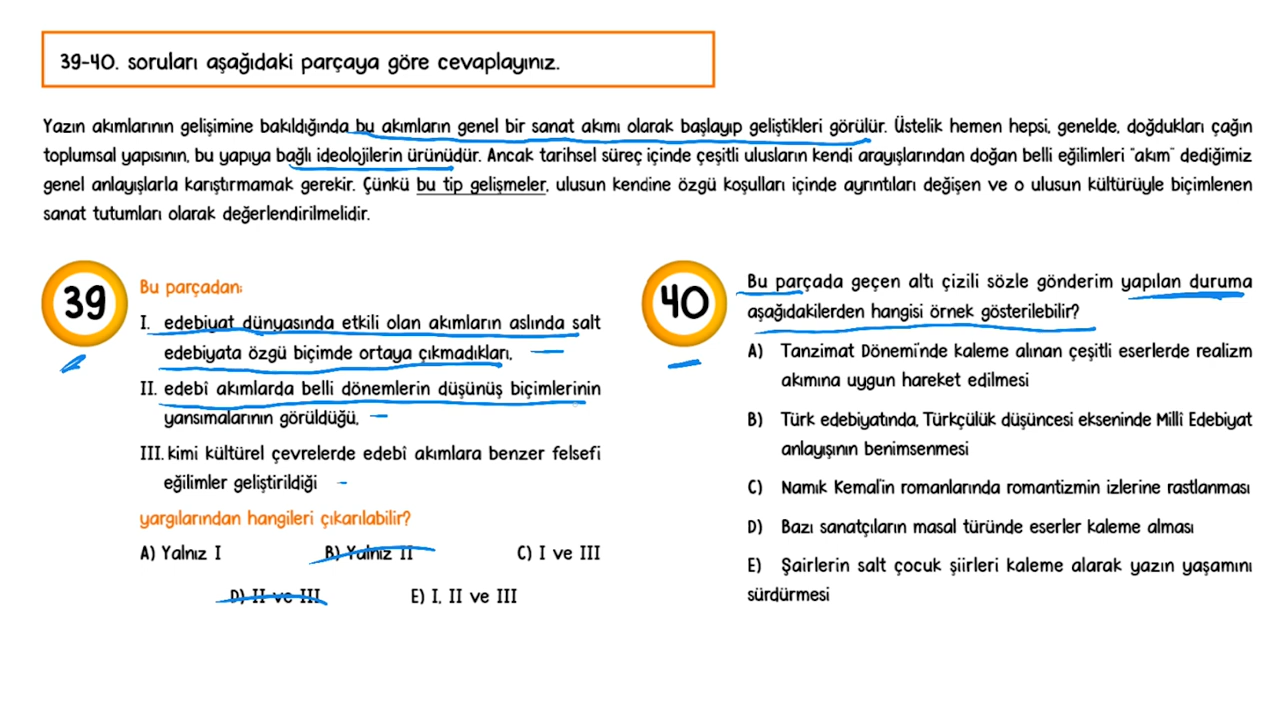 39-40. soruları aşağıdaki parçaya göre cevaplayınız.
Yazın akımlarının gelişimine bakıldığında bu akımların genel bir sanat akımı olarak başlayıp geliştikleri görülür. Üstelik hemen hepsi, genelde, doğdukları çağın
toplumsal yapısının, bu yapıya bağlı ideolojilerin ürünüdür. Ancak tarihsel süreç içinde çeşitli ulusların kendi arayışlarından doğan belli eğilimleri "akım" dediğimiz
genel anlayışlarla karıştırmamak gerekir. Çünkü bu tip gelişmeler, ulusun kendine özgü koşulları içinde ayrıntıları değişen ve o ulusun kültürüyle biçimlenen
sanat tutumları olarak değerlendirilmelidir.
39
Bu parçadan;
I. edebiyat dünyasında etkili olan akımların aslında salt
edebiyata özgü biçimde ortaya çıkmadıkları,
II. edebî akımlarda belli dönemlerin düşünüş biçimlerinin
yansımalarının görüldüğü,
III. kimi kültürel çevrelerde edebî akımlara benzer felsefi
eğilimler geliştirildiği
yargılarından hangileri çıkarılabilir?
A) Yalnız I B) Yalnız II C) I ve III
D) II ve III E) I, II ve III
40
Bu parçada geçen altı çizili sözle gönderim yapılan duruma
aşağıdakilerden hangisi örnek gösterilebilir?
A) Tanzimat Dönemi'nde kaleme alınan çeşitli eserlerde realizm
akımına uygun hareket edilmesi
B) Türk edebiyatında, Türkçülük düşüncesi ekseninde Millî Edebiyat
anlayışının benimsenmesi
C) Namık Kemal'in romanlarında romantizmin izlerine rastlanması
D) Bazı sanatçıların masal türünde eserler kaleme alması
E) Şairlerin salt çocuk şiirleri kaleme alarak yazın yaşamını
sürdürmesi